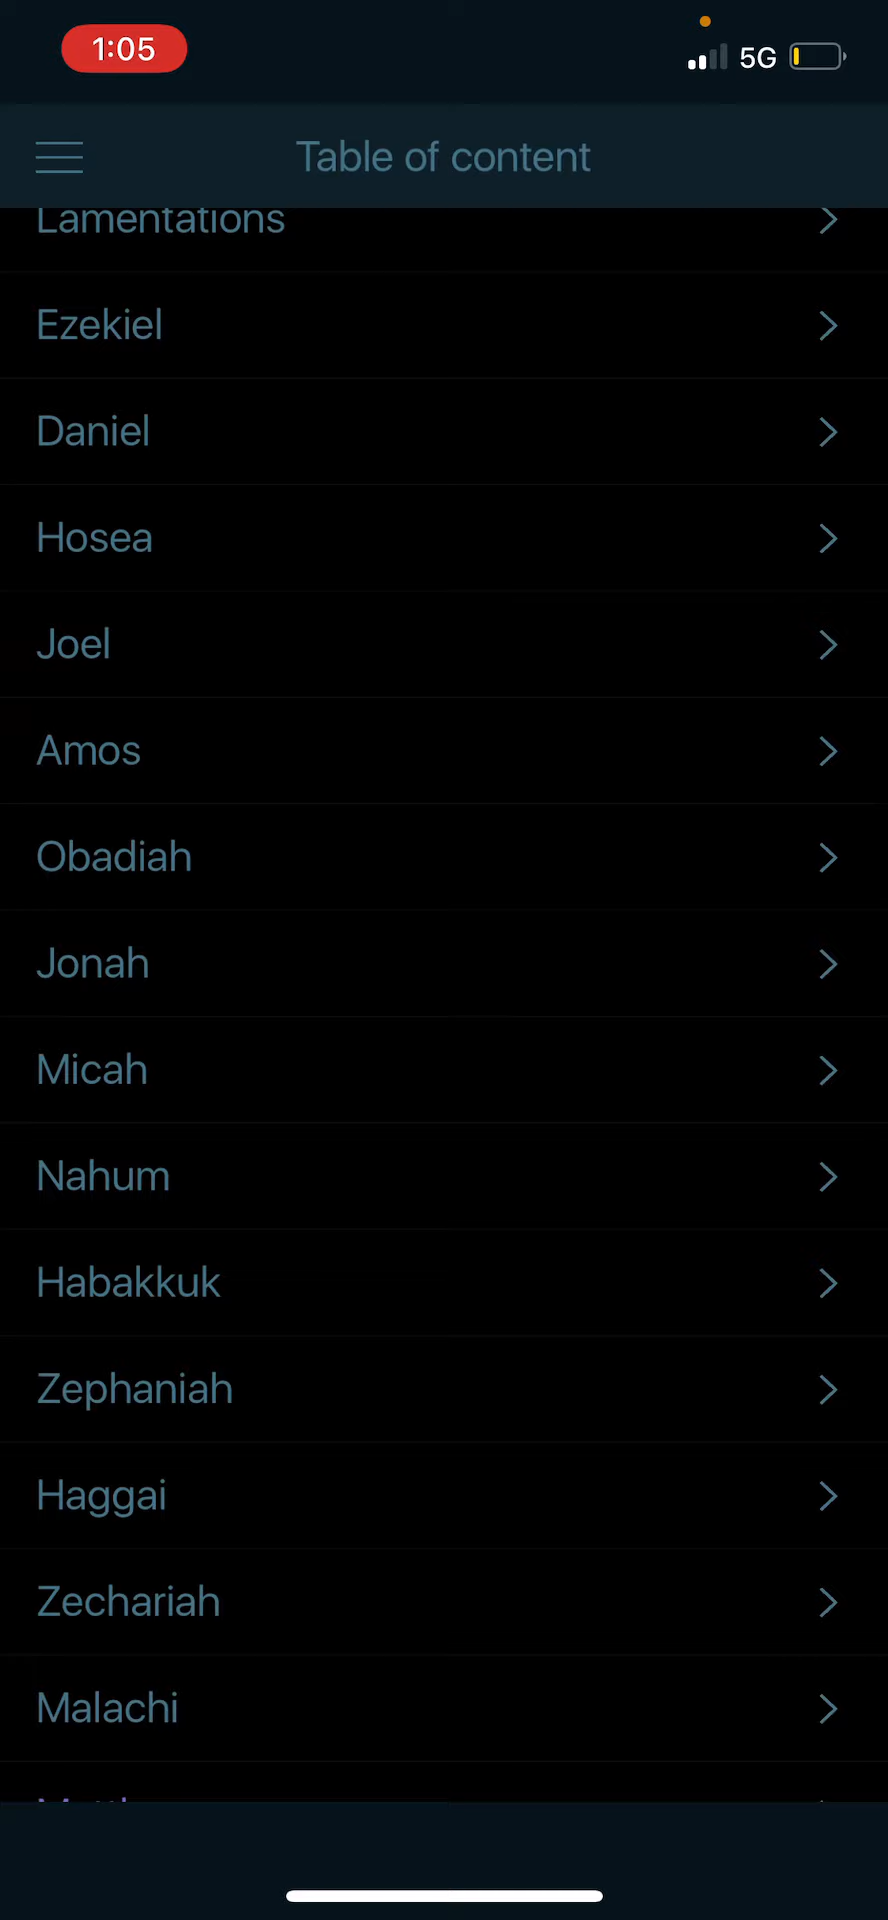 1:05
5G
Table of content
Lamentations
Ezekiel
Daniel
Hosea
Joel
Amos
Obadiah
Jonah
Micah
Nahum
Habakkuk
Zephaniah
Haggai
Zechariah
Malachi